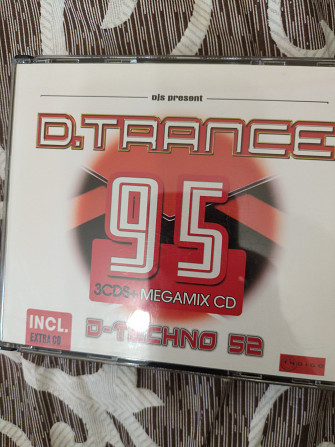 Djs present
D.TRANCE
95
3CDS+MEGAMIX CD
INCL.
EXTRA CD
D-TECHNO 52